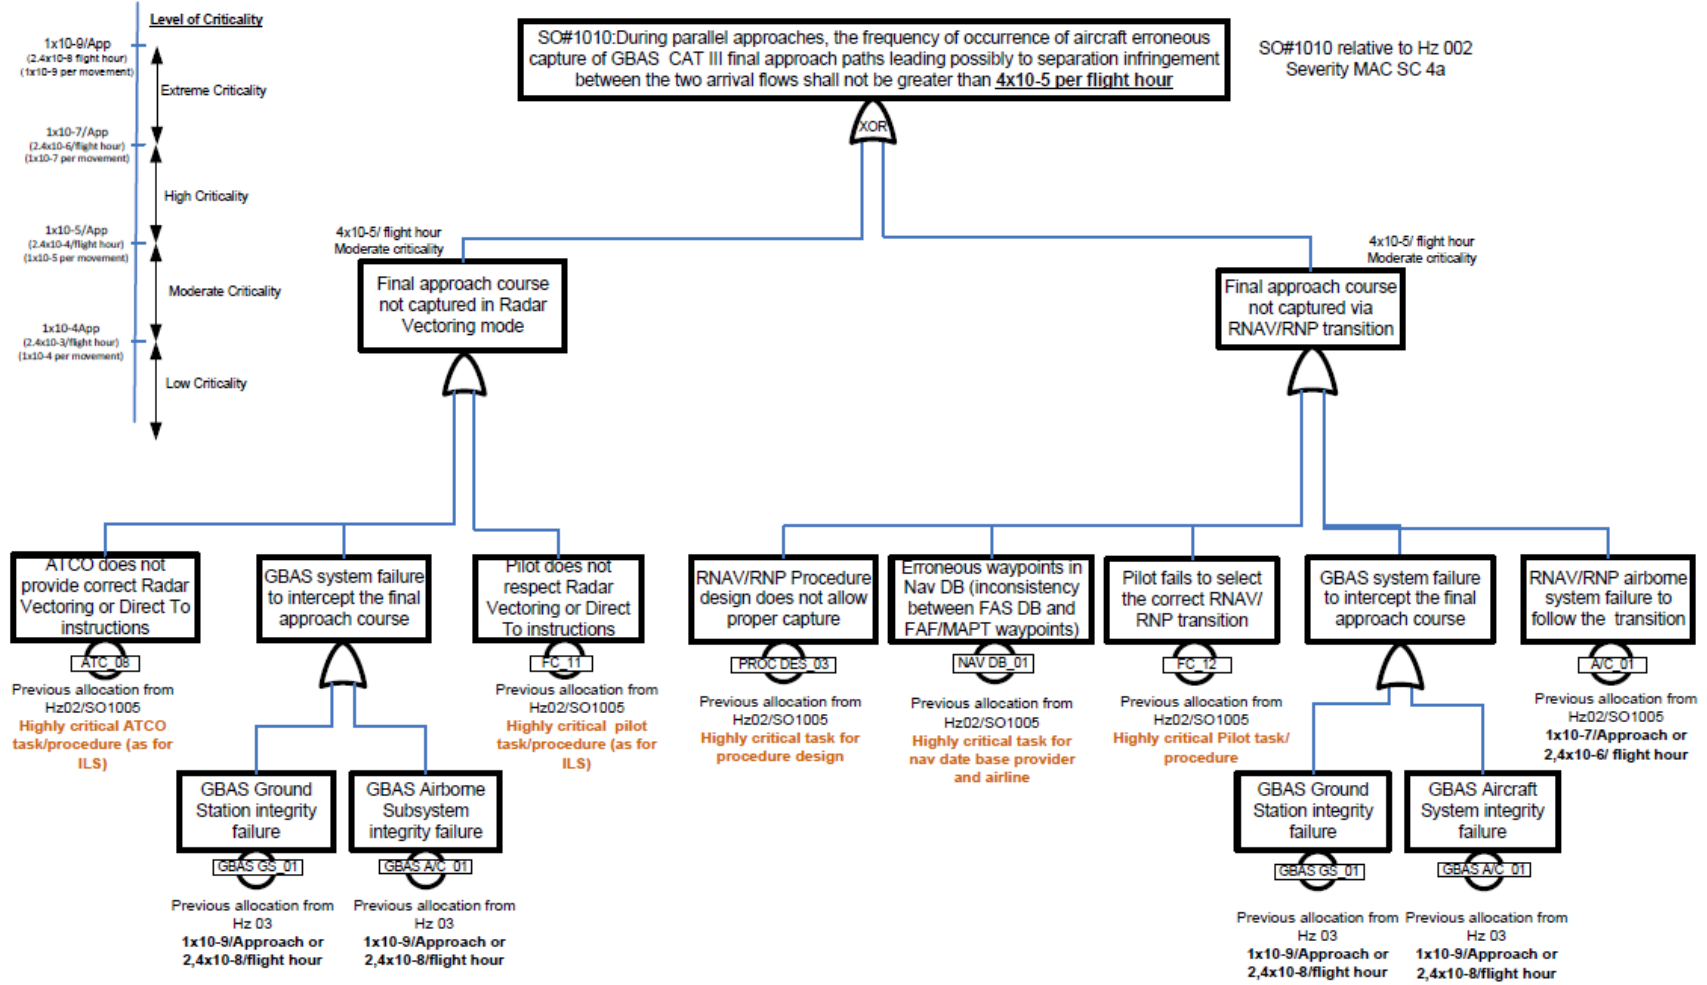 Level of Criticality
1x10-9/App
(2.4x10-8 flight hour)
(1x10-9 per movement)
Extreme Criticality
1x10-7/App
(2.4x10-6/flight hour)
(1x10-7 per movement)
High Criticality
1x10-5/App
(2.4x10-4/flight hour)
(1x10-5 per movement)
Moderate Criticality
1x10-4App
(2.4x10-3/flight hour)
(1x10-4 per movement)
Low Criticality
SO#1010:During parallel approaches, the frequency of occurrence of aircraft erroneous
capture of GBAS CAT III final approach paths leading possibly to separation infringement
between the two arrival flows shall not be greater than 4x10-5 per flight hour
SO#1010 relative to Hz 002
Severity MAC SC 4a
XOR
4x10-5/ flight hour
Moderate criticality
Final approach course
not captured in Radar
Vectoring mode
4x10-5/ flight hour
Moderate criticality
Final approach course
not captured via
RNAV/RNP transition
ATCO does not
provide correct Radar
Vectoring or Direct To
instructions
ATC_08
Previous allocation from
Hz02/SO1005
Highly critical ATCO
task/procedure (as for
ILS)
GBAS system failure
to intercept the final
approach course
Pilot does not
respect Radar
Vectoring or Direct
To instructions
FC_11
Previous allocation from
Hz02/SO1005
Highly critical pilot
task/procedure (as for
ILS)
RNAV/RNP Procedure
design does not allow
proper capture
PROC DES_03
Previous allocation from
Hz02/SO1005
Highly critical task for
procedure design
Erroneous waypoints in
Nav DB (inconsistency
between FAS DB and
FAF/MAPT waypoints)
NAV DB_01
Previous allocation from
Hz02/SO1005
Highly critical task for
nav date base provider
and airline
Pilot fails to select
the correct RNAV/
RNP transition
FC_12
Previous allocation from
Hz02/SO1005
Highly critical Pilot task/
procedure
GBAS system failure
to intercept the final
approach course
RNAV/RNP airborne
system failure to
follow the transition
A/C_01
Previous allocation from
Hz02/SO1005
1x10-7/Approach or
2,4x10-6/ flight hour
GBAS Ground
Station integrity
failure
GBAS GS_01
Previous allocation from
Hz 03
1x10-9/Approach or
2,4x10-8/flight hour
GBAS Airborne
Subsystem
integrity failure
GBAS A/C_01
Previous allocation from
Hz 03
1x10-9/Approach or
2,4x10-8/flight hour
GBAS Ground
Station integrity
failure
GBAS GS_01
Previous allocation from
Hz 03
1x10-9/Approach or
2,4x10-8/flight hour
GBAS Aircraft
System integrity
failure
GBAS A/C_01
Previous allocation from
Hz 03
1x10-9/Approach or
2,4x10-8/flight hour